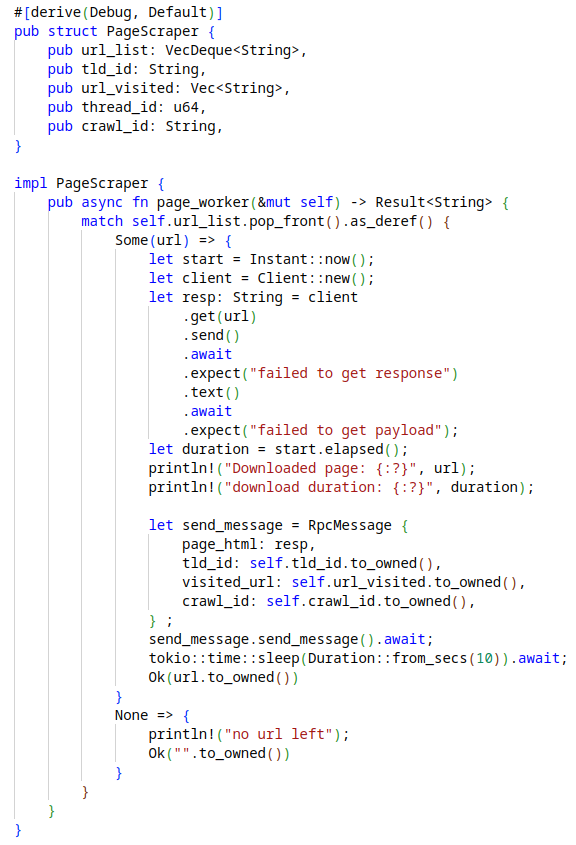 #[derive(Debug, Default)]
pub struct PageScraper {
    pub url_list: VecDeque<String>,
    pub tld_id: String,
    pub url_visited: Vec<String>,
    pub thread_id: u64,
    pub crawl_id: String,
}

impl PageScraper {
    pub async fn page_worker(&mut self) -> Result<String> {
        match self.url_list.pop_front().as_deref() {
            Some(url) => {
                let start = Instant::now();
                let client = Client::new();
                let resp: String = client
                    .get(url)
                    .send()
                    .await
                    .expect("failed to get response")
                    .text()
                    .await
                    .expect("failed to get payload");
                let duration = start.elapsed();
                println!("Downloaded page: {:?}", url);
                println!("download duration: {:?}", duration);

                let send_message = RpcMessage {
                    page_html: resp,
                    tld_id: self.tld_id.to_owned(),
                    visited_url: self.url_visited.to_owned(),
                    crawl_id: self.crawl_id.to_owned(),
                } ;
                send_message.send_message().await;
                tokio::time::sleep(Duration::from_secs(10)).await;
                Ok(url.to_owned())
            }
            None => {
                println!("no url left");
                Ok("".to_owned())
            }
        }
    }
}